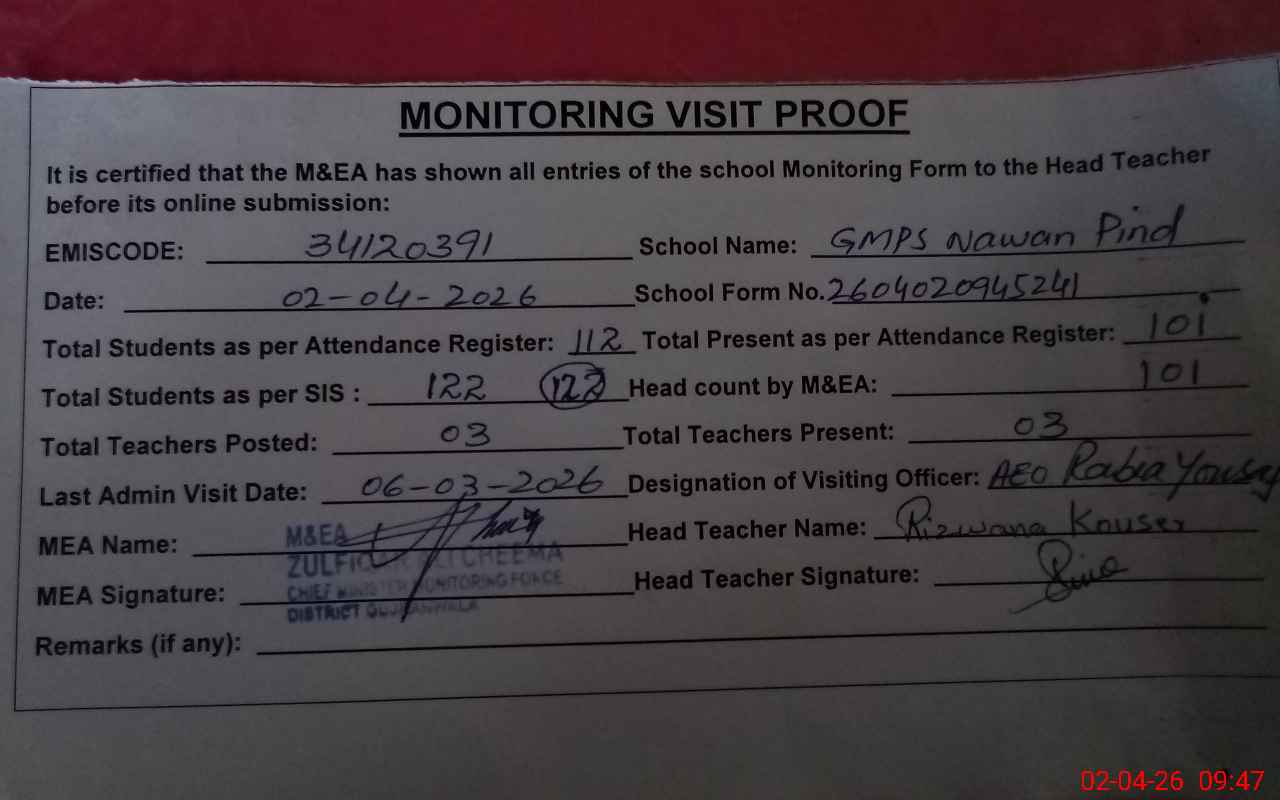 MONITORING VISIT PROOF
It is certified that the M&EA has shown all entries of the school Monitoring Form to the Head Teacher
before its online submission:
EMISCODE: 34120391 School Name: GMPS Nawan Pind
Date: 02-04-2026 School Form No. 2604020945241
Total Students as per Attendance Register: 112 Total Present as per Attendance Register: 101
Total Students as per SIS : 122 122 Head count by M&EA: 101
Total Teachers Posted: 03 Total Teachers Present: 03
Last Admin Visit Date: 06-03-2026 Designation of Visiting Officer: AEO Rabia
MEA Name: M&EA Head Teacher Name: Rizwana Kouser
CHEEMA
MEA Signature: CHIEF MINISTER MONITORING FORCE Head Teacher Signature:
DISTRICT GUJRANWALA
Remarks (if any):
02-04-26 09:47